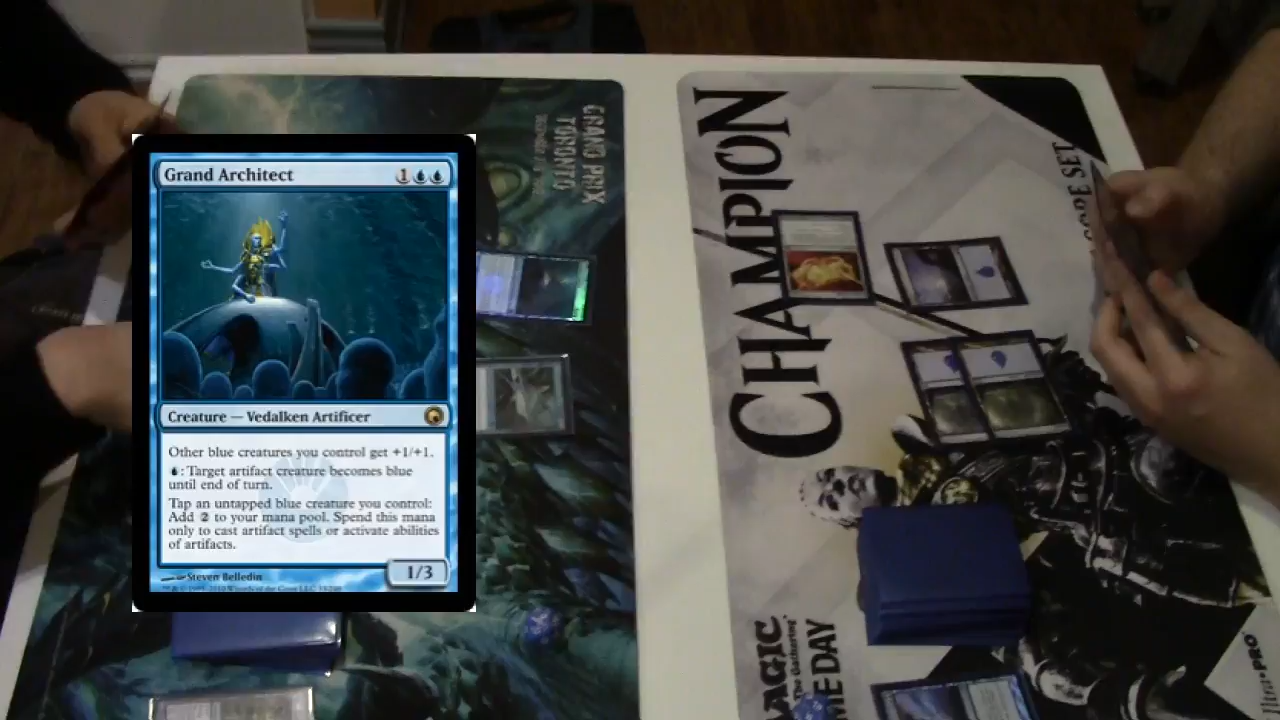 Grand Architect
1
Creature — Vedalken Artificer
Other blue creatures you control get +1/+1.
: Target artifact creature becomes blue
until end of turn.
Tap an untapped blue creature you control:
Add 2 to your mana pool. Spend this mana
only to cast artifact spells or activate abilities
of artifacts.
1/3
Steven Belledin
GRAND PRIX
TORONTO
CHAMPION
CORE SET
MAGIC
The Gathering
ME DAY
Ultra PRO